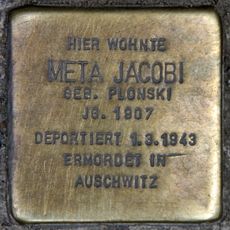 HIER WOHNTE
META JACOBI
GEB. PLONSKI
JG. 1907
DEPORTIERT 1.3.1943
ERMORDET IN
AUSCHWITZ